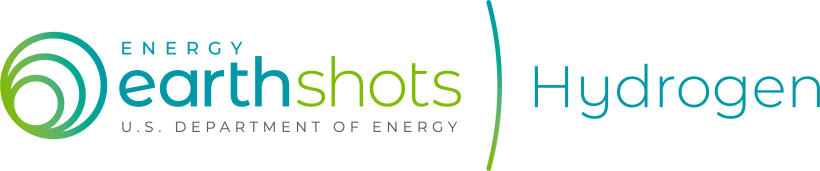 ENERGY
earthshots
U.S. DEPARTMENT OF ENERGY
Hydrogen